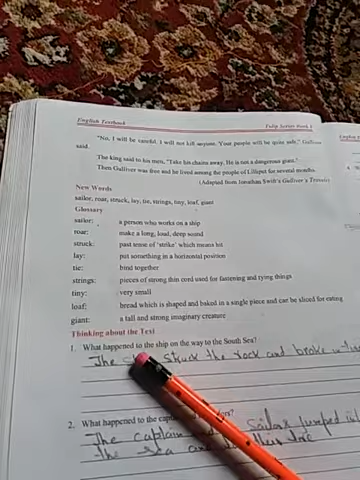 English Textbook Tulip Series Book 6
"No, I will be careful. I will not kill anyone. Your people will be quite safe," Gulliver
said.
The king said to his men, "Take his chains away. He is not a dangerous giant."
Then Gulliver was free and he lived among the people of Lilliput for several months.
(Adapted from Jonathan Swift's Gulliver's Travels)
New Words
sailor, roar, struck, lay, tie, strings, tiny, loaf, giant
Glossary
sailor: a person who works on a ship
roar: make a long, loud, deep sound
struck: past tense of 'strike' which means hit
lay: put something in a horizontal position
tie: bind together
strings: pieces of strong thin cord used for fastening and tying things
tiny: very small
loaf: bread which is shaped and baked in a single piece and can be sliced for eating
giant: a tall and strong imaginary creature
Thinking about the Text
1. What happened to the ship on the way to the South Sea?
The struck the rock and broke
2. What happened to the
The captain sailors jumped
the sea and